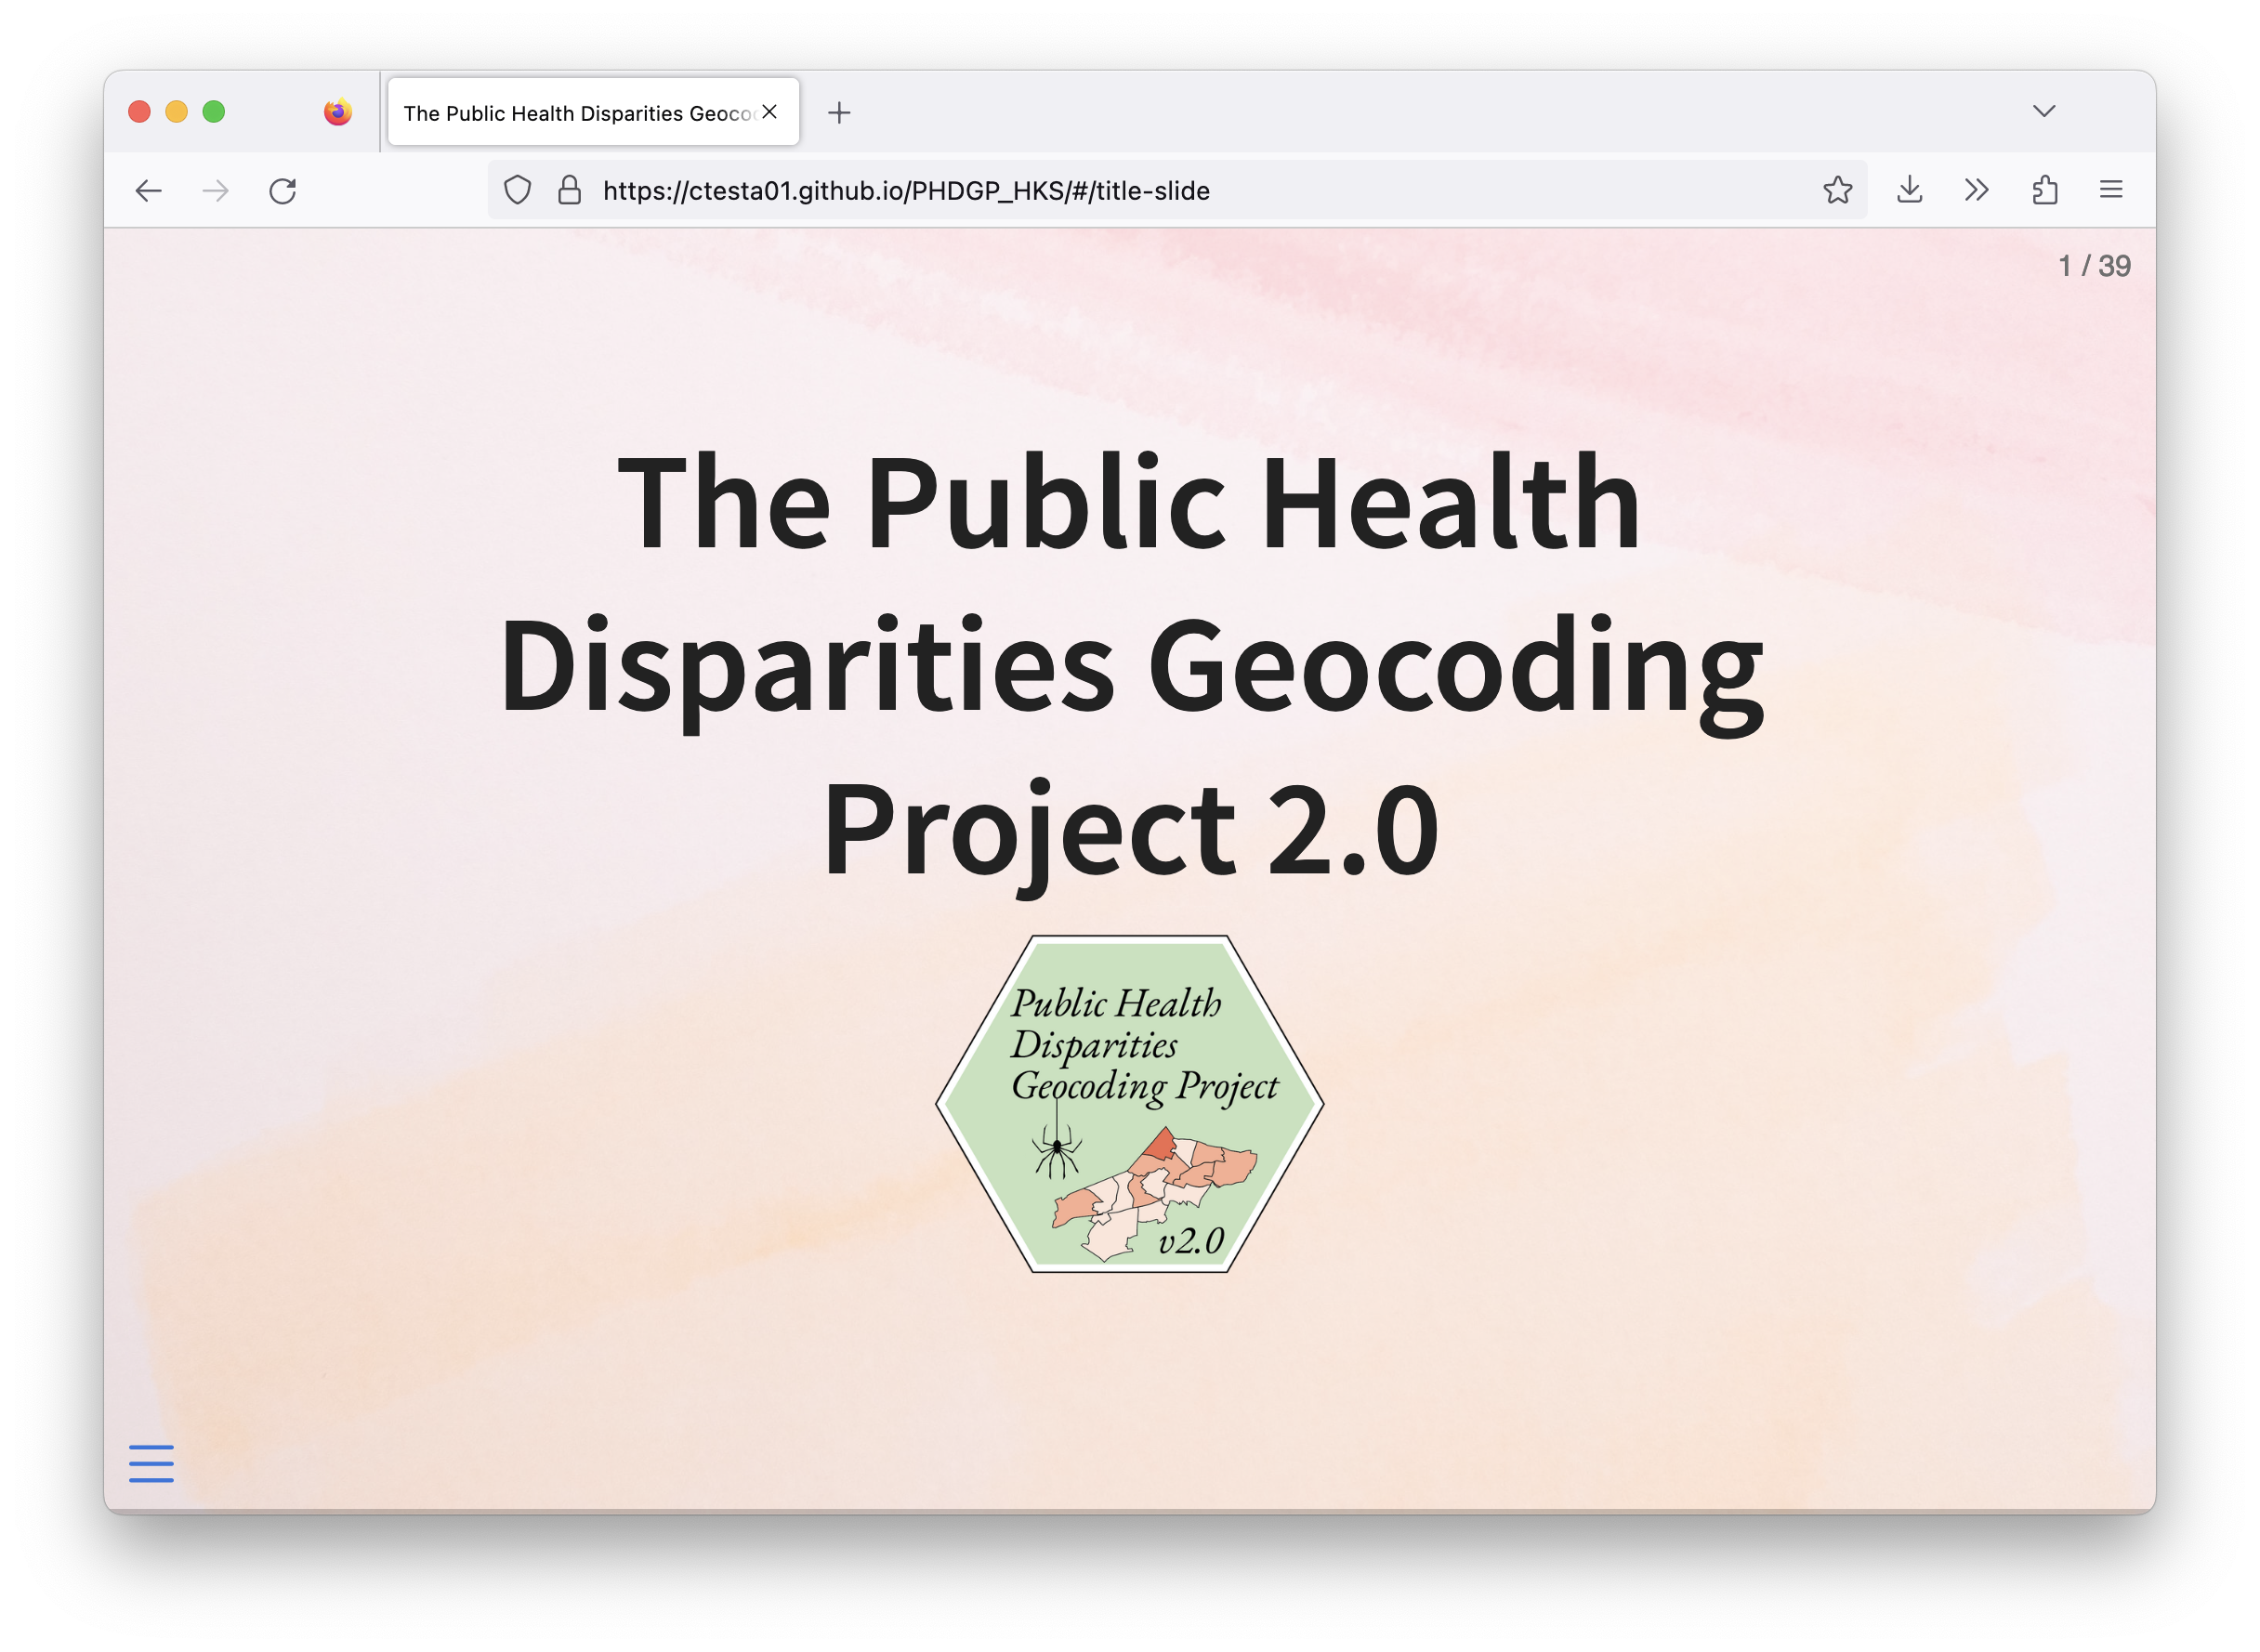 The Public Health Disparities Geoco
https://ctesta01.github.io/PHDGP_HKS/#/title-slide
1 / 39
The Public Health
Disparities Geocoding
Project 2.0
Public Health
Disparities
Geocoding Project
v2.0